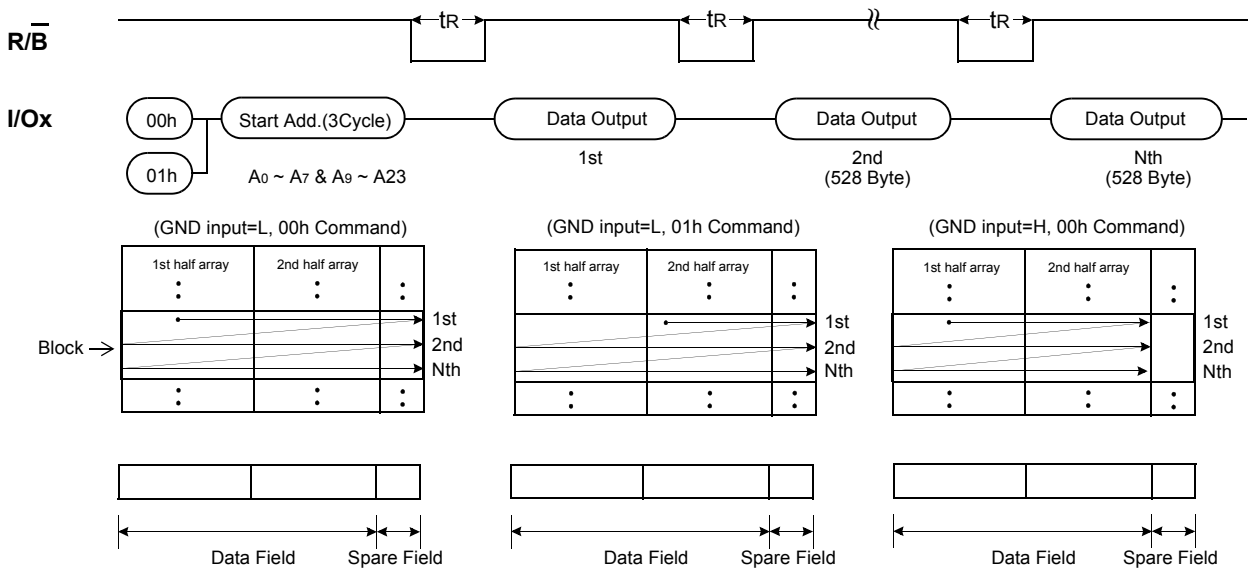 tR tR tR
R/B
I/Ox
00h Start Add.(3Cycle) Data Output Data Output Data Output
01h
A0 ~ A7 & A9 ~ A23
1st
2nd
(528 Byte)
Nth
(528 Byte)
(GND input=L, 00h Command)
1st half array 2nd half array
Block
1st
2nd
Nth
Data Field Spare Field
(GND input=L, 01h Command)
1st half array 2nd half array
1st
2nd
Nth
Data Field Spare Field
(GND input=H, 00h Command)
1st half array 2nd half array
1st
2nd
Nth
Data Field Spare Field